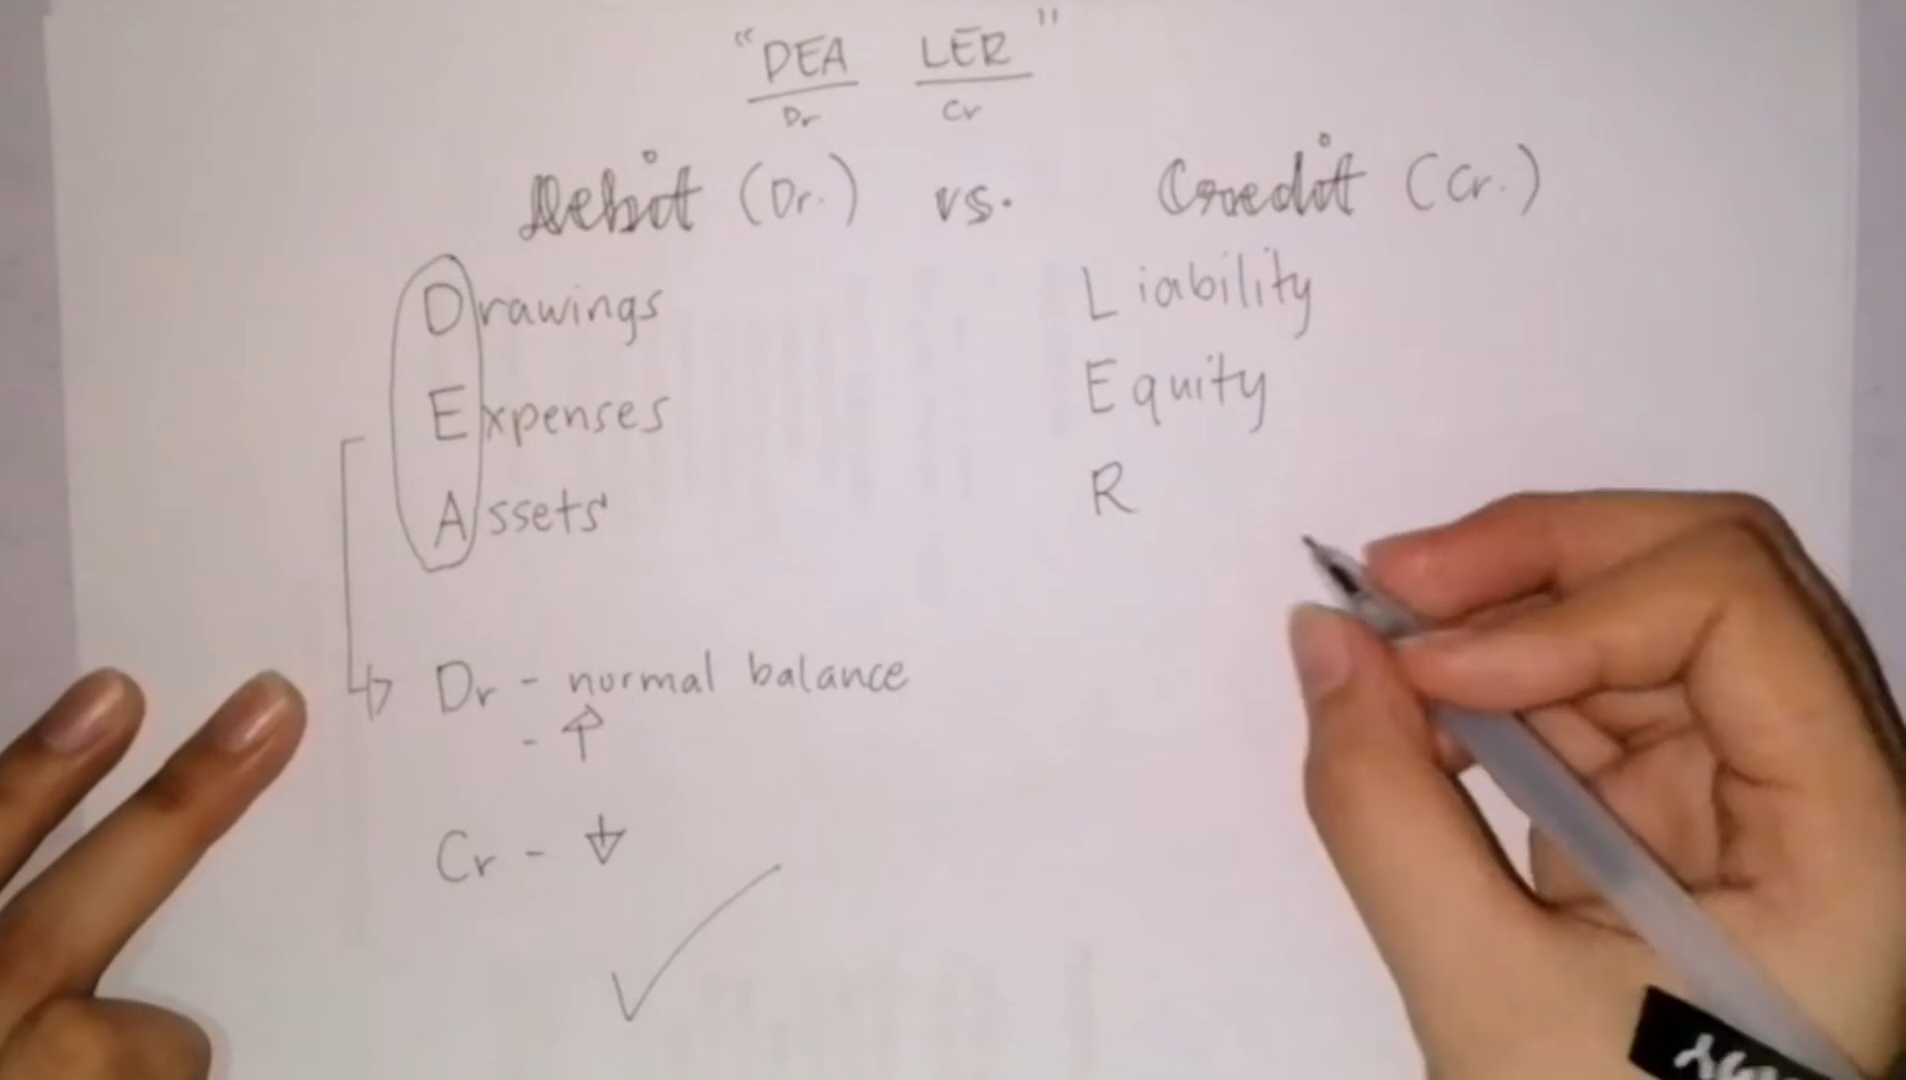 "DEA LER"
Dr Cr
Debit (Dr.) vs. Credit (Cr.)
Drawings
Expenses
Assets
Liability
Equity
R
Dr - normal balance
- ↑
Cr - ↓